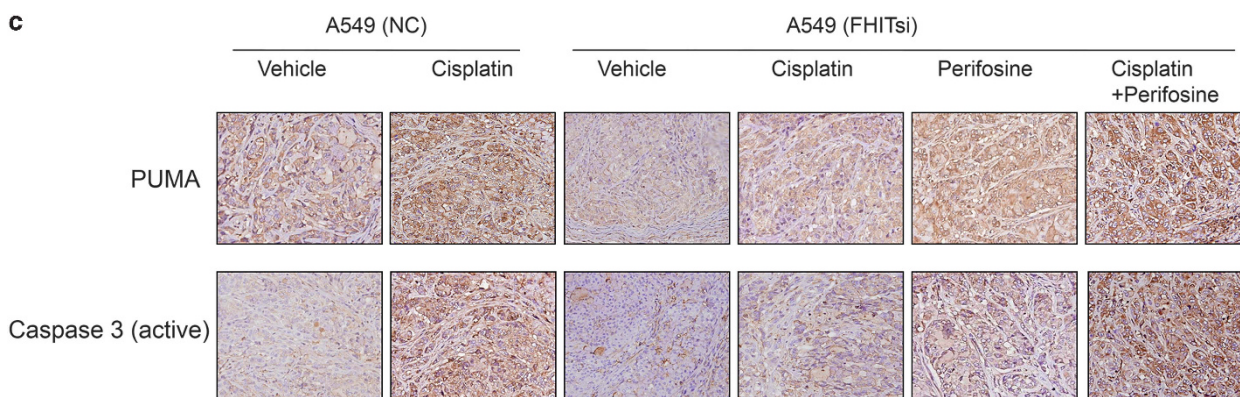 c
A549 (NC)
A549 (FHITsi)
Vehicle
Cisplatin
Vehicle
Cisplatin
Perifosine
Cisplatin
+Perifosine
PUMA
Caspase 3 (active)